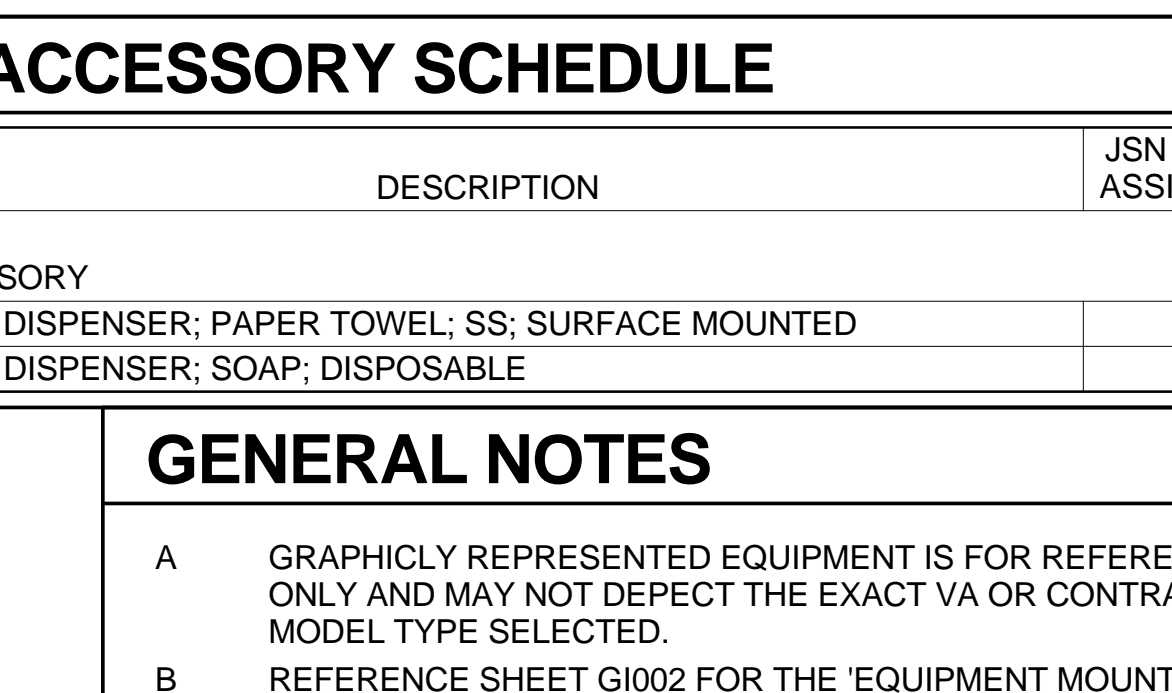 ACCESSORY SCHEDULE
DESCRIPTION
JSN
ASSI
SORY
DISPENSER; PAPER TOWEL; SS; SURFACE MOUNTED
DISPENSER; SOAP; DISPOSABLE
GENERAL NOTES
A GRAPHICLY REPRESENTED EQUIPMENT IS FOR REFERE
ONLY AND MAY NOT DEPECT THE EXACT VA OR CONTRA
MODEL TYPE SELECTED.
B REFERENCE SHEET GI002 FOR THE 'EQUIPMENT MOUNT